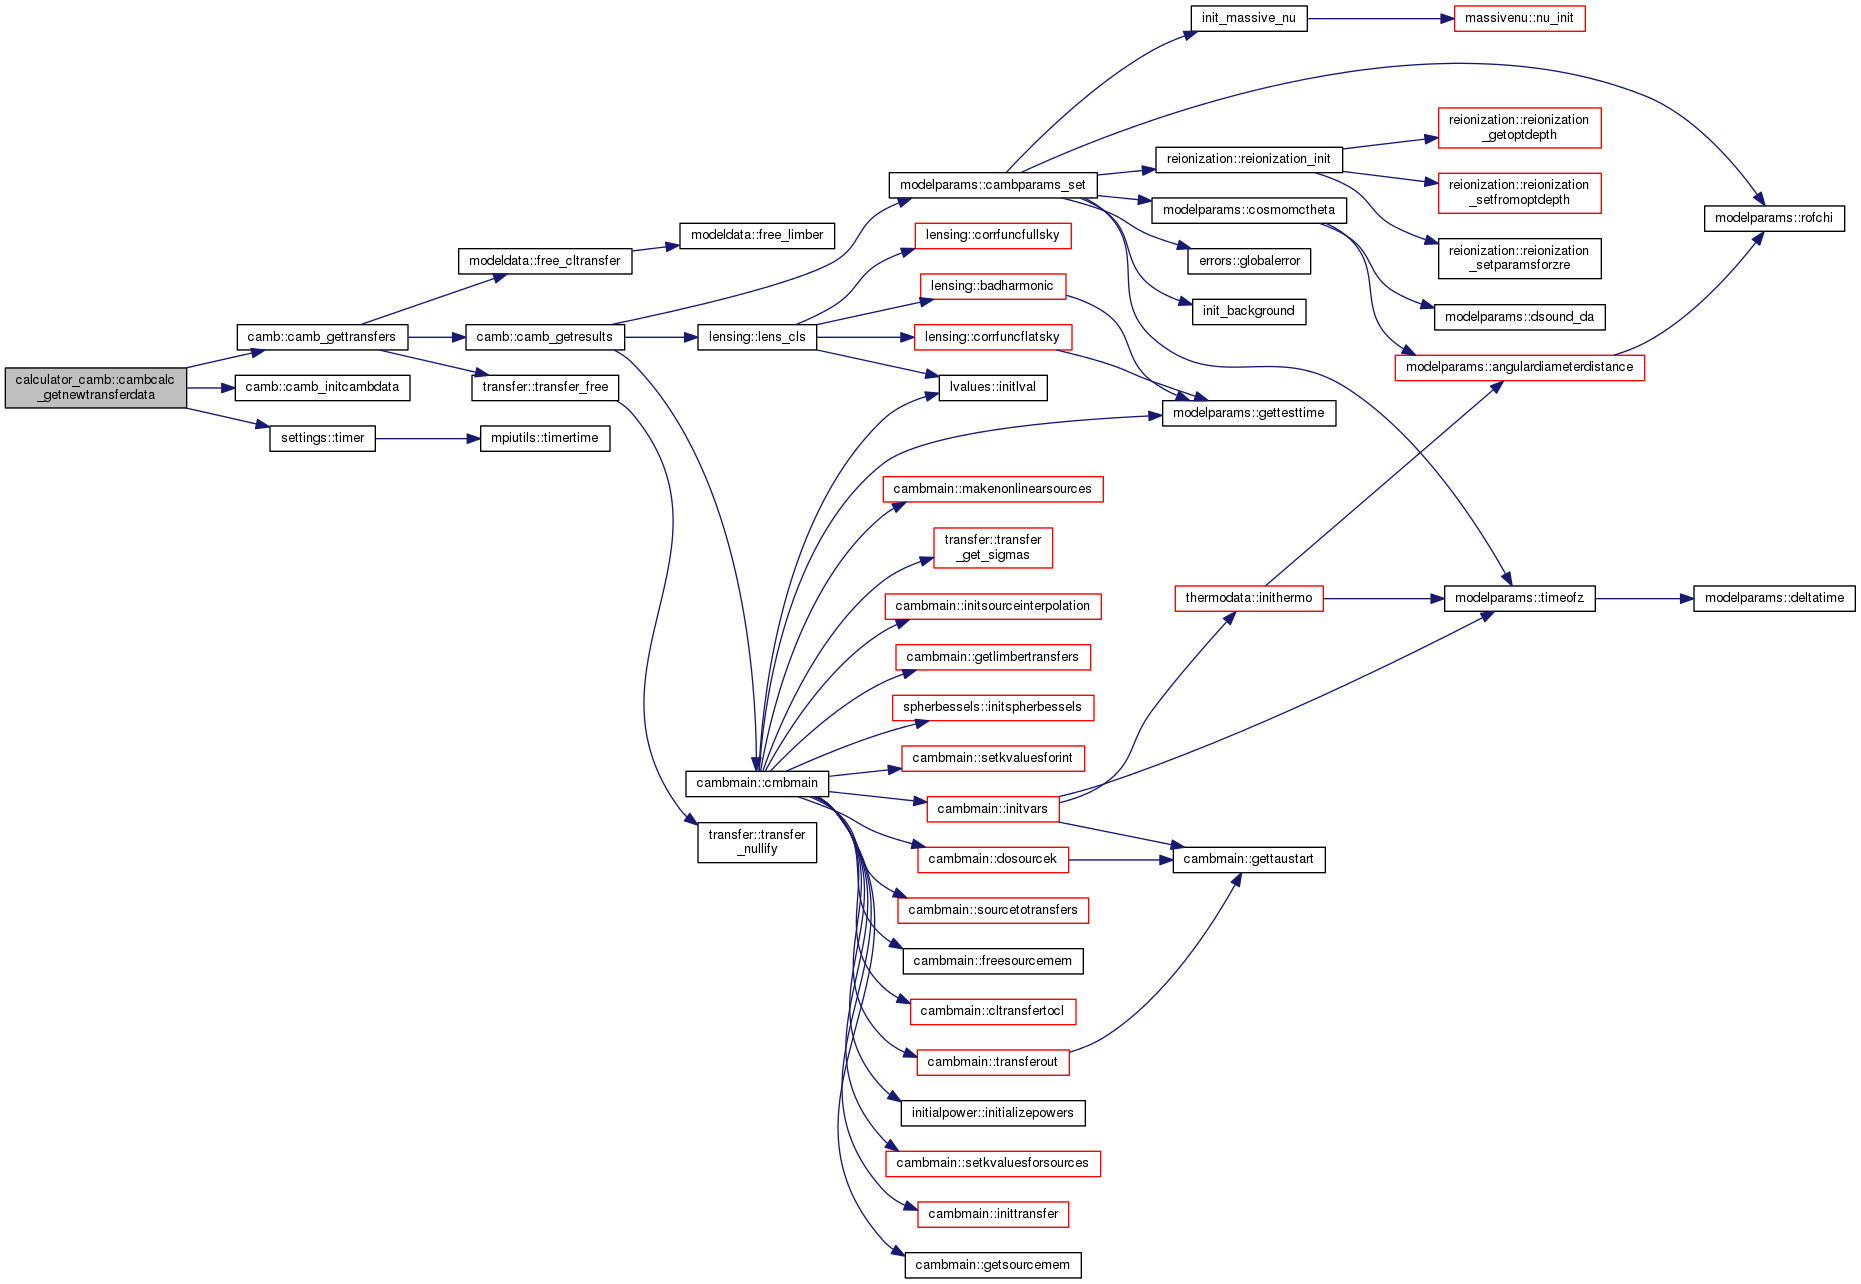 init_massive_nu
massivenu::nu_init
reionization::reionization
_getoptdepth
reionization::reionization_init
modelparams::cambparams_set
reionization::reionization
_setfromoptdepth
modelparams::cosmomctheta
modelparams::rofchi
modeldata::free_limber
lensing::corrfuncfullsky
modeldata::free_cltransfer
errors::globalerror
reionization::reionization
_setparamsforzre
lensing::badharmonic
init_background
modelparams::dsound_da
camb::camb_gettransfers
camb::camb_getresults
lensing::lens_cls
lensing::corrfuncflatsky
modelparams::angulardiameterdistance
calculator_camb::cambcalc
_getnewtransferdata
camb::camb_initcambdata
transfer::transfer_free
lvalues::initlval
modelparams::gettesttime
settings::timer
mpiutils::timertime
cambmain::makenonlinearsources
transfer::transfer
_get_sigmas
cambmain::initsourceinterpolation
thermodata::inithermo
modelparams::timeofz
modelparams::deltatime
cambmain::getlimbertransfers
spherbessels::initspherbessels
cambmain::setkvaluesforint
cambmain::cmbmain
cambmain::initvars
transfer::transfer
_nullify
cambmain::dosourcek
cambmain::gettaustart
cambmain::sourcetotransfers
cambmain::freesourcemem
cambmain::cltransfertocl
cambmain::transferout
initialpower::initializepowers
cambmain::setkvaluesforsources
cambmain::inittransfer
cambmain::getsourcemem